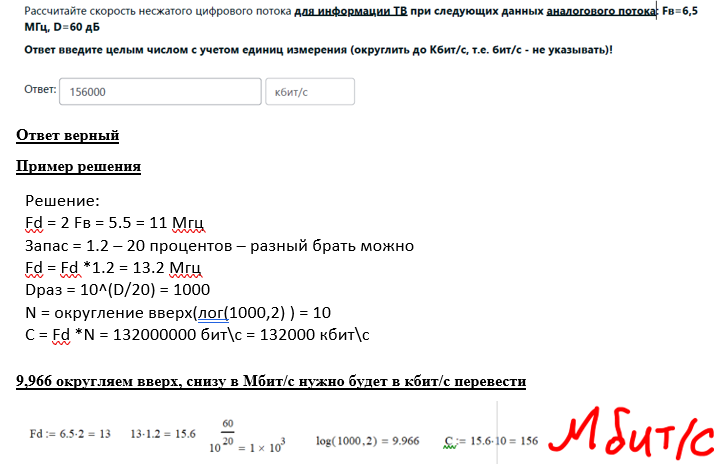 Рассчитайте скорость несжатого цифрового потока для информации ТВ при следующих данных аналогового потока: Fв=6,5
МГц, D=60 дБ
Ответ введите целым числом с учетом единиц измерения (округлить до Кбит/с, т.е. бит/с - не указывать)!
Ответ: 156000 кбит/с
Ответ верный
Пример решения
Решение:
Fd = 2 Fв = 5.5 = 11 Мгц
Запас = 1.2 – 20 процентов – разный брать можно
Fd = Fd *1.2 = 13.2 Мгц
Dраз = 10^(D/20) = 1000
N = округление вверх(лог(1000,2) ) = 10
C = Fd *N = 132000000 бит\с = 132000 кбит\с
9,966 округляем вверх, снизу в Мбит/с нужно будет в кбит/с перевести
Fd := 6.5·2 = 13 13·1.2 = 15.6 10^(60/20) = 1 × 10^3 log(1000,2) = 9.966 C := 15.6·10 = 156 Мбит/с